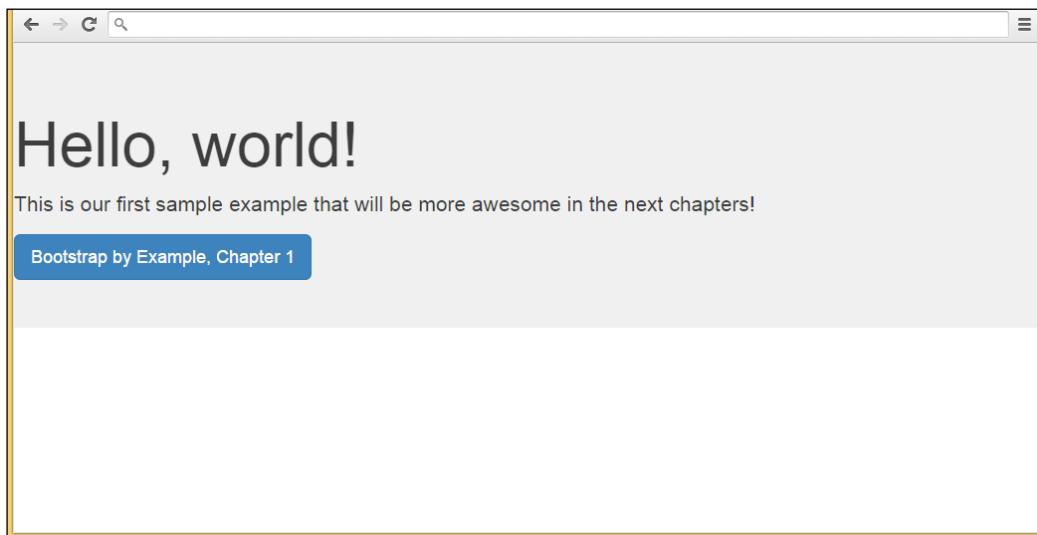 Hello, world!
This is our first sample example that will be more awesome in the next chapters!
Bootstrap by Example, Chapter 1